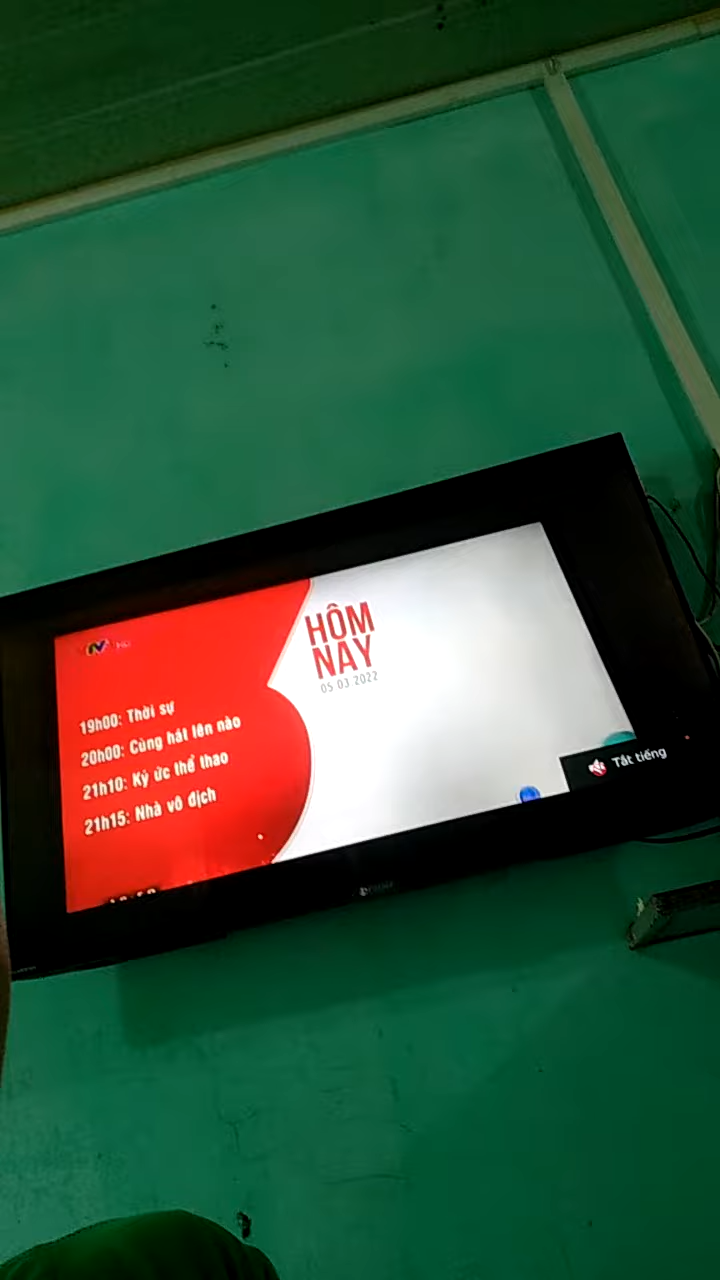 HÔM
NAY
05 03 2022
19h00: Thời sự
20h00: Cùng hát lên nào
21h10: Ký ức thể thao
21h15: Nhà vô địch
Tắt tiếng